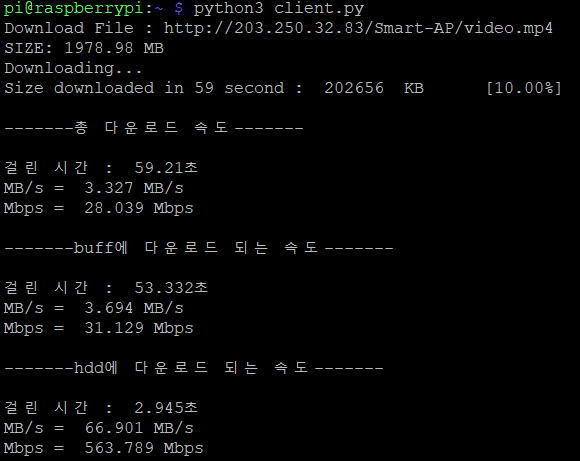 pi@raspberrypi:~ $ python3 client.py
Download File : http://203.250.32.83/Smart-AP/video.mp4
SIZE: 1978.98 MB
Downloading...
Size downloaded in 59 second :  202656  KB      [10.00%]
-------총 다운로드 속도-------
걸린 시간 :  59.21초
MB/s =  3.327 MB/s
Mbps =  28.039 Mbps
-------buff에 다운로드 되는 속도-------
걸린 시간 :  53.332초
MB/s =  3.694 MB/s
Mbps =  31.129 Mbps
-------hdd에 다운로드 되는 속도-------
걸린 시간 :  2.945초
MB/s =  66.901 MB/s
Mbps =  563.789 Mbps